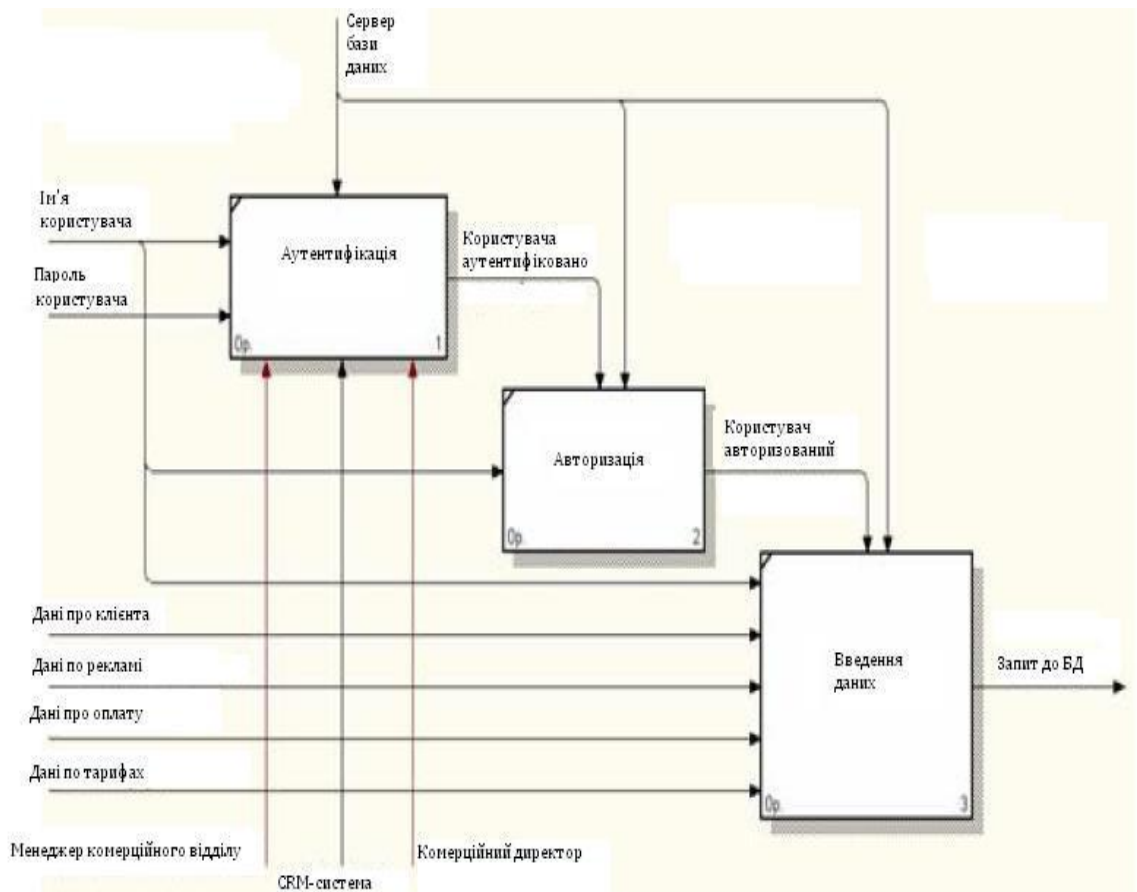 Сервер
бази
даних
Ім'я
користувача
Аутентифікація
Користувача
аутентифіковано
Пароль
користувача
0р.
1
Авторизація
Користувач
авторизований
0р.
2
Дані про клієнта
Дані по рекламі
Введення
даних
Запит до БД
Дані про оплату
Дані по тарифах
0р.
3
Менеджер комерційного відділу
Комерційний директор
CRM-система